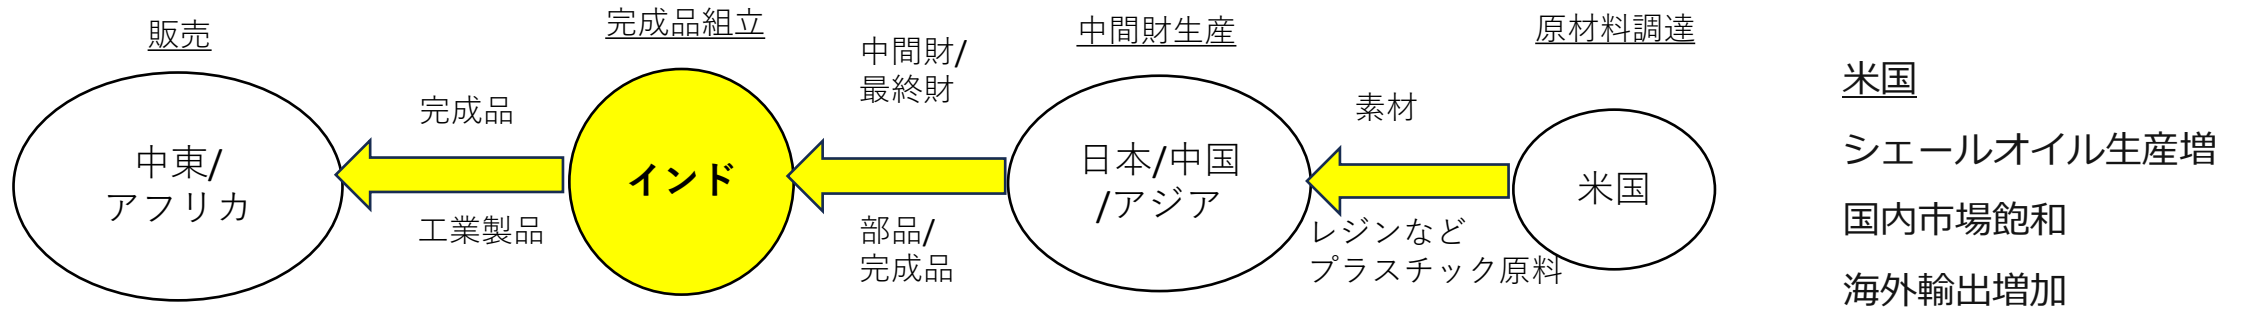 販売
完成品組立
中間財生産
原材料調達
中東/
アフリカ
完成品
工業製品
インド
中間財/
最終財
部品/
完成品
日本/中国
/アジア
素材
レジンなど
プラスチック原料
米国
米国
シェールオイル生産増
国内市場飽和
海外輸出増加